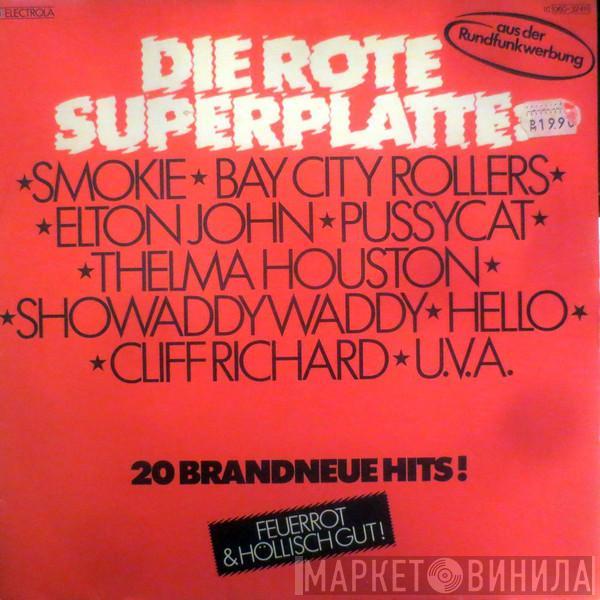 ELECTROLA
aus der
Rundfunkwerbung
DIE ROTE
SUPERPLATTE
★SMOKIE★BAY CITY ROLLERS★
★ELTON JOHN★PUSSYCAT★
★THELMA HOUSTON★
★SHOWADDYWADDY★HELLO★
★CLIFF RICHARD★U.V.A.
20 BRANDNEUE HITS!
FEUERROT
& HÖLLISCH GUT!
МАРКЕТ ВИНИЛА